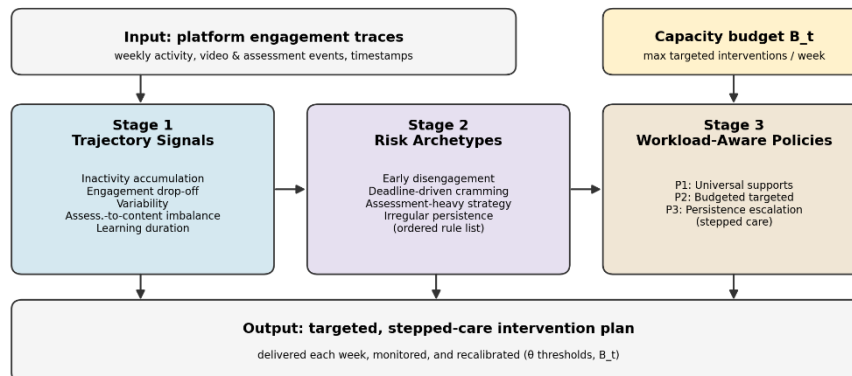 Input: platform engagement traces
weekly activity, video & assessment events, timestamps
Capacity budget B_t
max targeted interventions / week
Stage 1
Trajectory Signals
Inactivity accumulation
Engagement drop-off
Variability
Assess.-to-content imbalance
Learning duration
Stage 2
Risk Archetypes
Early disengagement
Deadline-driven cramming
Assessment-heavy strategy
Irregular persistence
(ordered rule list)
Stage 3
Workload-Aware Policies
P1: Universal supports
P2: Budgeted targeted
P3: Persistence escalation
(stepped care)
Output: targeted, stepped-care intervention plan
delivered each week, monitored, and recalibrated (θ thresholds, B_t)